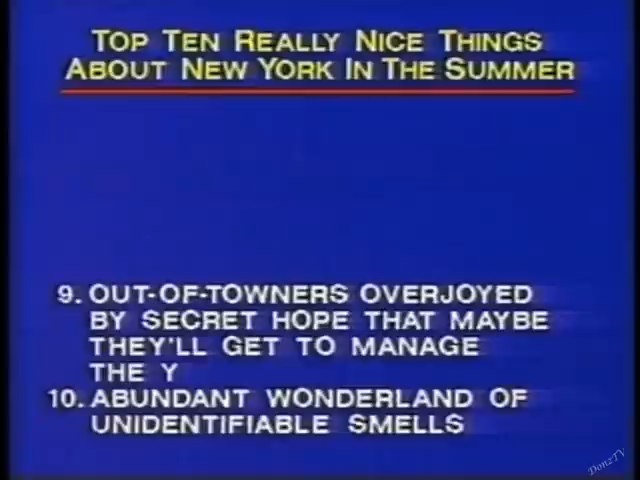 TOP TEN REALLY NICE THINGS
ABOUT NEW YORK IN THE SUMMER
9. OUT-OF-TOWNERS OVERJOYED
BY SECRET HOPE THAT MAYBE
THEY'LL GET TO MANAGE
THE Y
10. ABUNDANT WONDERLAND OF
UNIDENTIFIABLE SMELLS
DonzTV